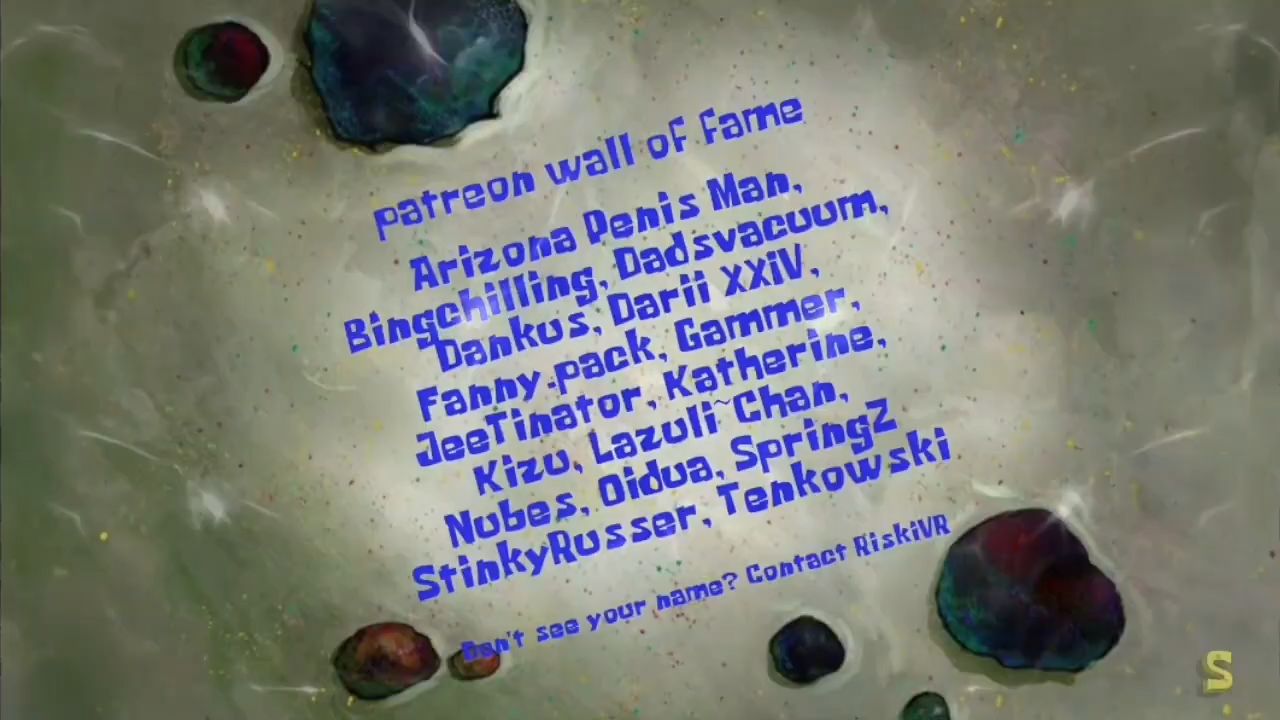 patreon wall of fame
Arizona Penis Man,
Bingchilling, Dadsvacuum,
Dankus, Darii XXiV,
Fanny.pack, Gammer,
JeeTinator, Katherine,
Kizu, Lazuli~Chan,
Nubes, Oidua, SpringZ
StinkyRusser, Tenkowski
Don't see your name? Contact RiskiVR
S